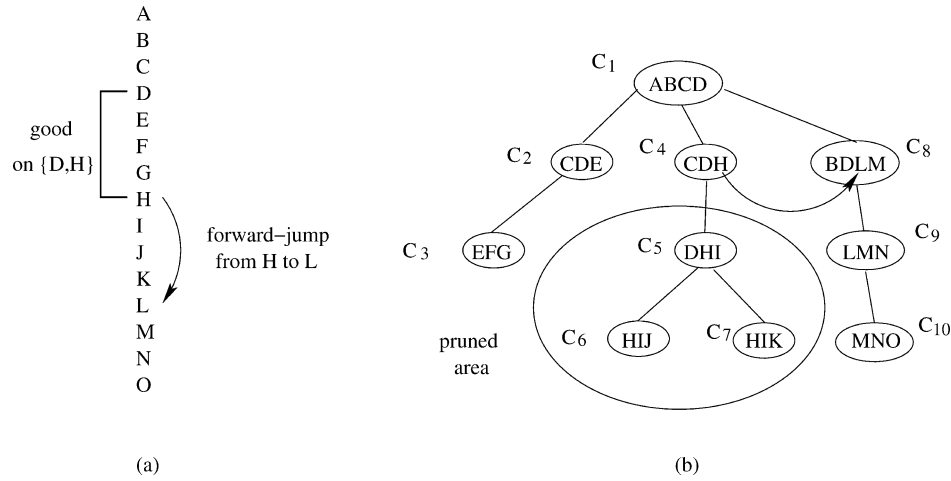 A
B
C
D
E
F
G
H
I
J
K
L
M
N
O
good
on {D,H}
forward-jump
from H to L
(a)
C1
ABCD
C2
CDE
C4
CDH
C8
BDLM
C3
EFG
C5
DHI
C9
LMN
C6
HIJ
C7
HIK
C10
MNO
pruned
area
(b)